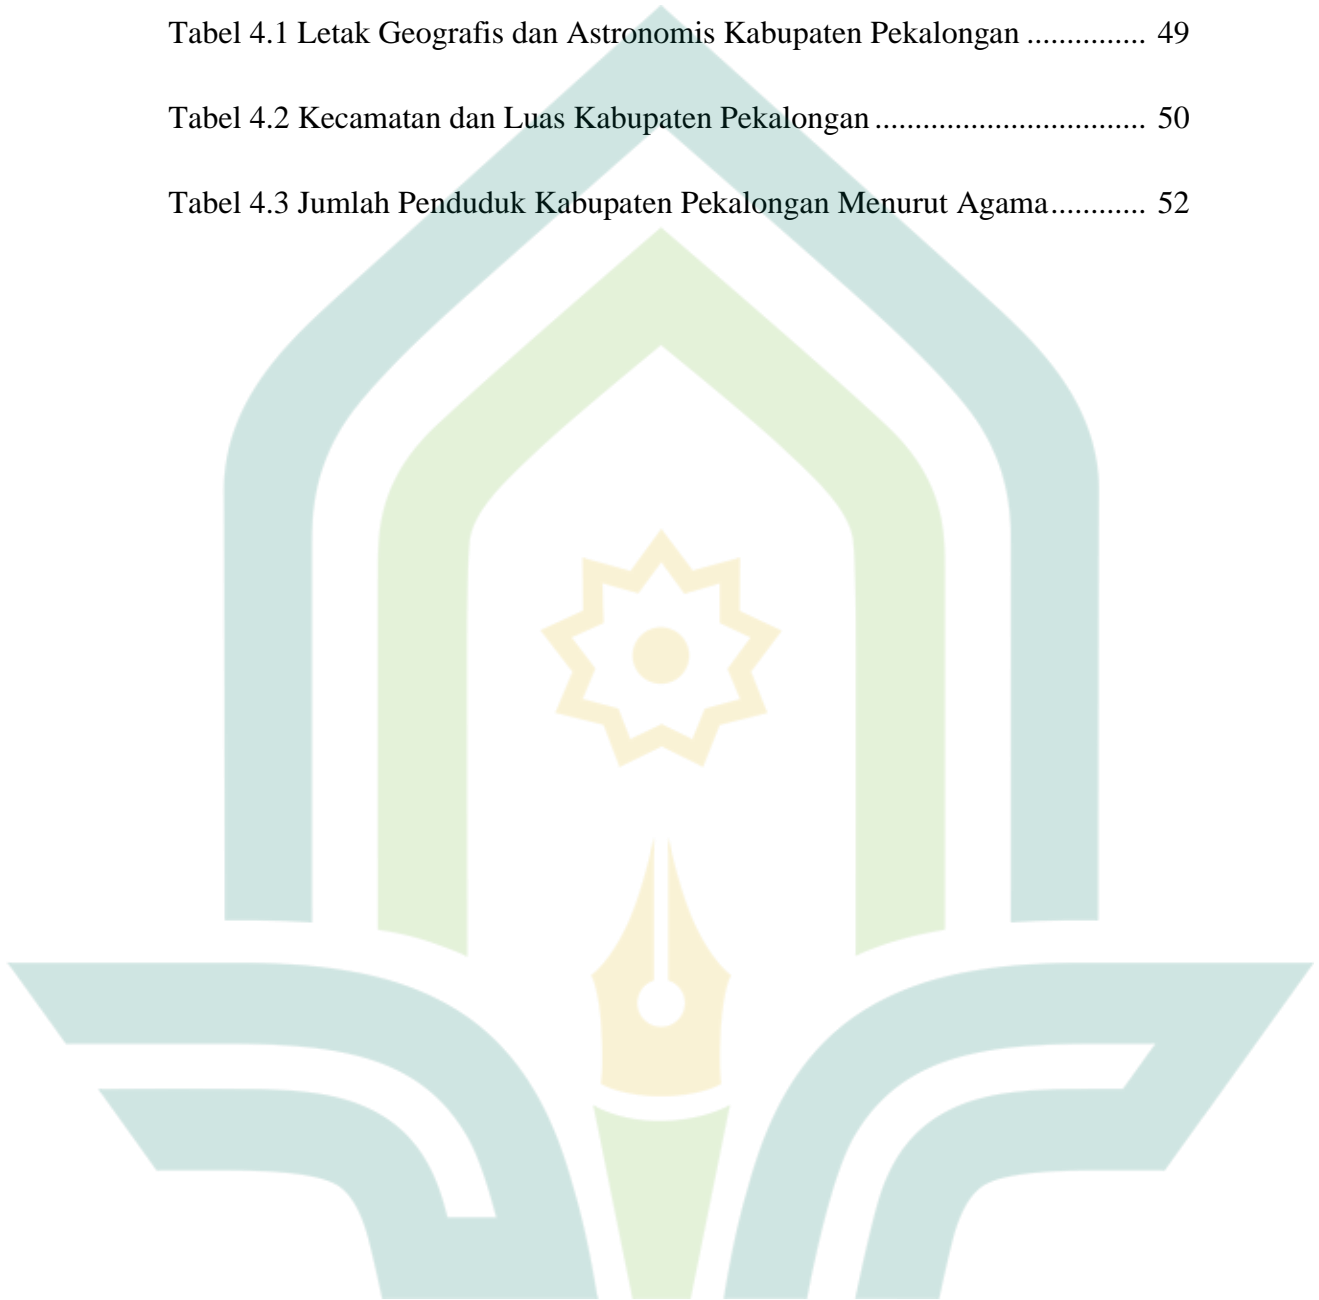 Tabel 4.1 Letak Geografis dan Astronomis Kabupaten Pekalongan ............... 49
Tabel 4.2 Kecamatan dan Luas Kabupaten Pekalongan .................................. 50
Tabel 4.3 Jumlah Penduduk Kabupaten Pekalongan Menurut Agama ............ 52